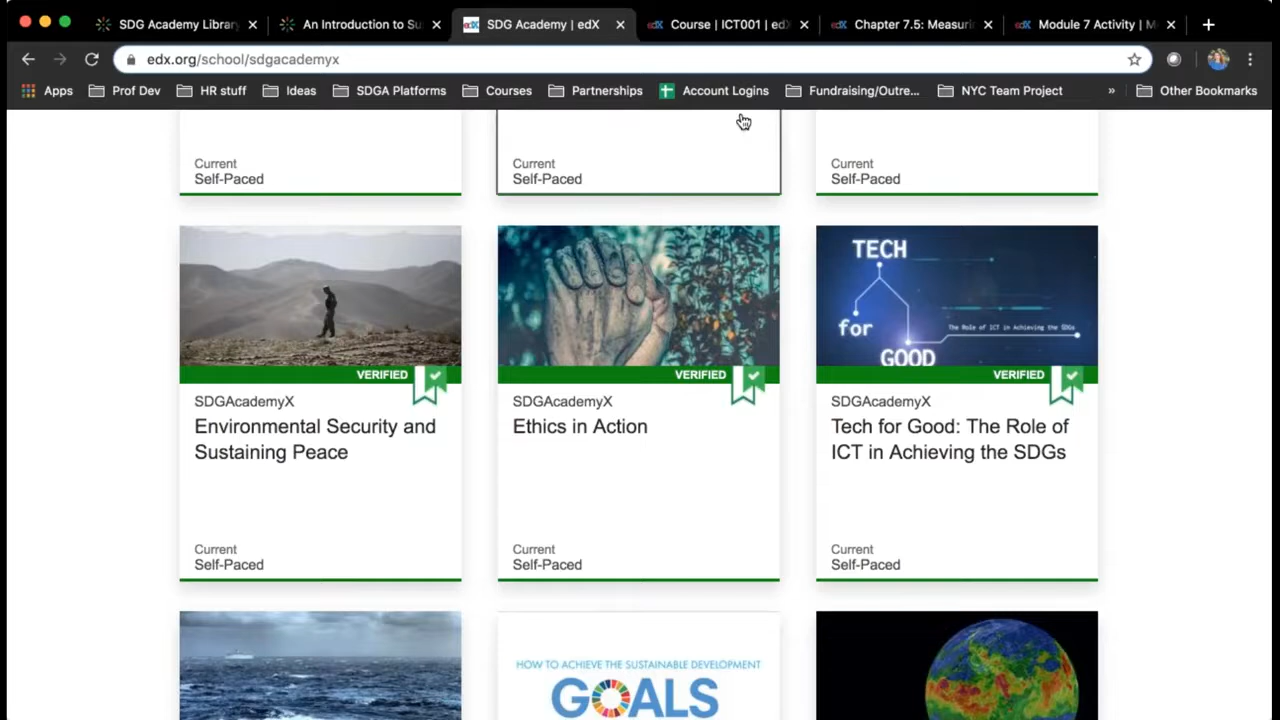 SDG Academy Librar
An Introduction to Su
SDG Academy | edX
Course | ICT001 | ed
Chapter 7.5: Measuri
Module 7 Activity | M
edx.org/school/sdgacademyx
Apps
Prof Dev
HR stuff
Ideas
SDGA Platforms
Courses
Partnerships
Account Logins
Fundraising/Outre...
NYC Team Project
»
Other Bookmarks
Current
Self-Paced
Current
Self-Paced
Current
Self-Paced
VERIFIED
SDGAcademyX
Environmental Security and
Sustaining Peace
Current
Self-Paced
VERIFIED
SDGAcademyX
Ethics in Action
Current
Self-Paced
TECH
for
The Role of ICT in Achieving the SDGs
GOOD
VERIFIED
SDGAcademyX
Tech for Good: The Role of
ICT in Achieving the SDGs
Current
Self-Paced
HOW TO ACHIEVE THE SUSTAINABLE DEVELOPMENT
GOALS